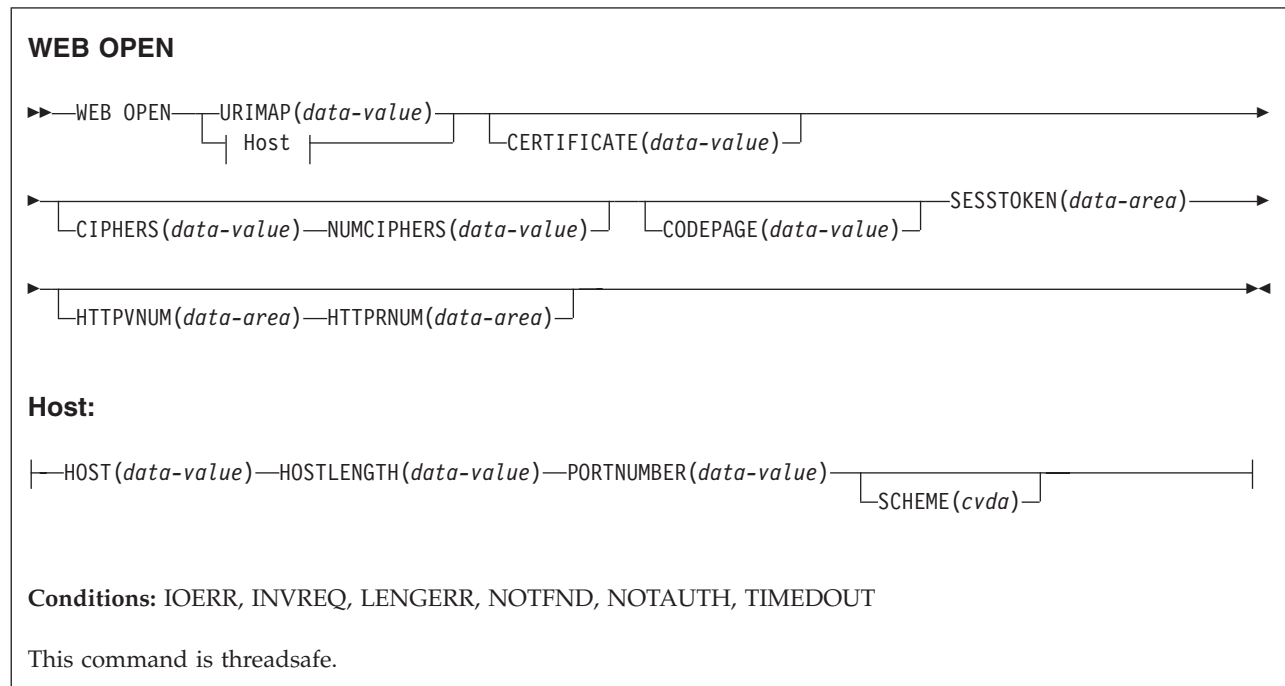 WEB OPEN
WEB OPEN URIMAP(data-value)
Host CERTIFICATE(data-value)
SESSTOKEN(data-area)
CIPHERS(data-value) NUMCIPHERS(data-value) CODEPAGE(data-value)
HTTPVNUM(data-area) HTTPRNUM(data-area)
Host:
HOST(data-value) HOSTLENGTH(data-value) PORTNUMBER(data-value)
SCHEME(cvda)
Conditions: IOERR, INVREQ, LENGERR, NOTFND, NOTAUTH, TIMEDOUT
This command is threadsafe.